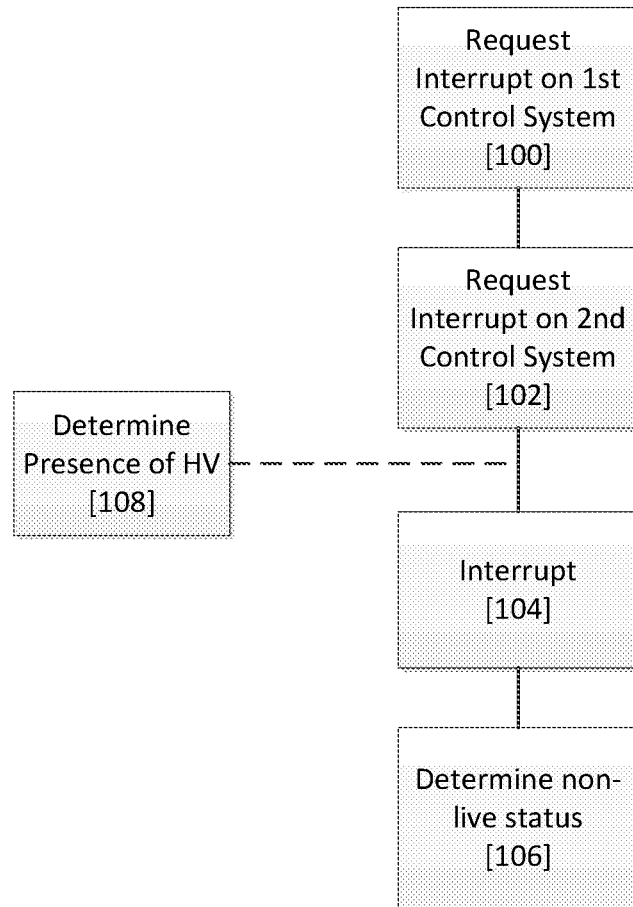 Request
Interrupt on 1st
Control System
[100]
Request
Interrupt on 2nd
Control System
[102]
Determine
Presence of HV
[108]
Interrupt
[104]
Determine non-
live status
[106]